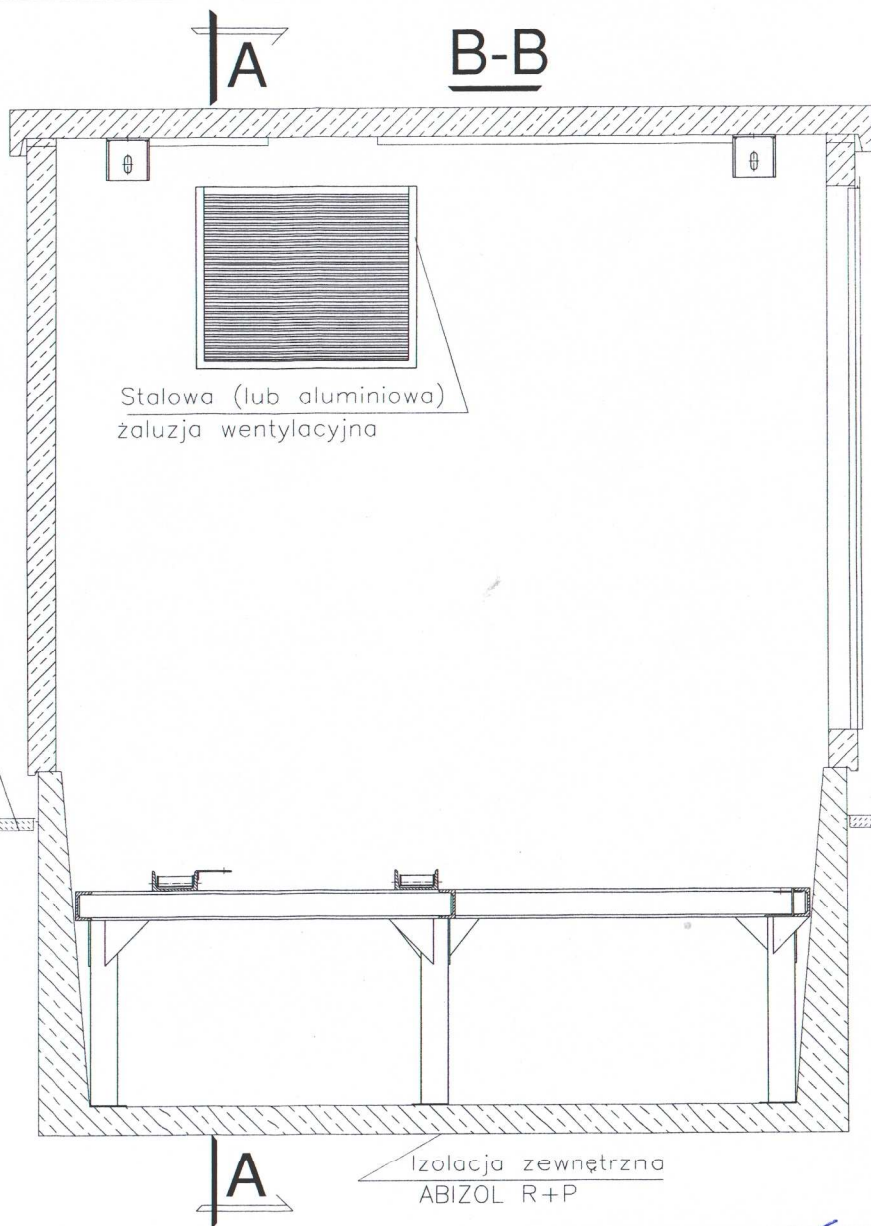 A
B-B
Stalowa (lub aluminiowa)
żaluzja wentylacyjna
A
Izolacja zewnętrzna
ABIZOL R+P